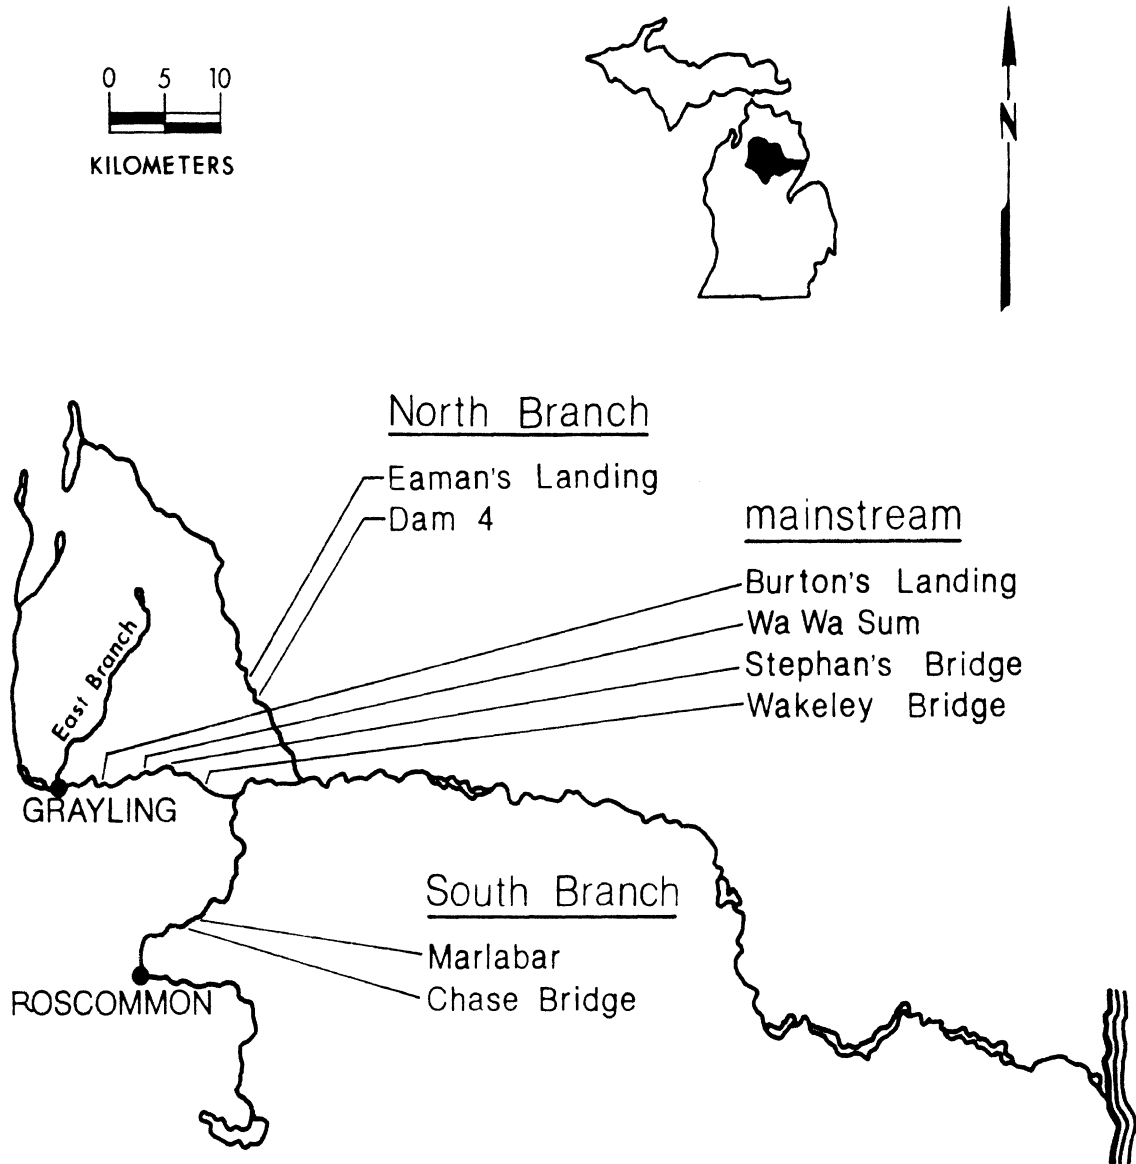 0 5 10
KILOMETERS
N
North Branch
Eaman's Landing
Dam 4
mainstream
Burton's Landing
Wa Wa Sum
Stephan's Bridge
Wakeley Bridge
East Branch
GRAYLING
South Branch
Marlabar
Chase Bridge
ROSCOMMON